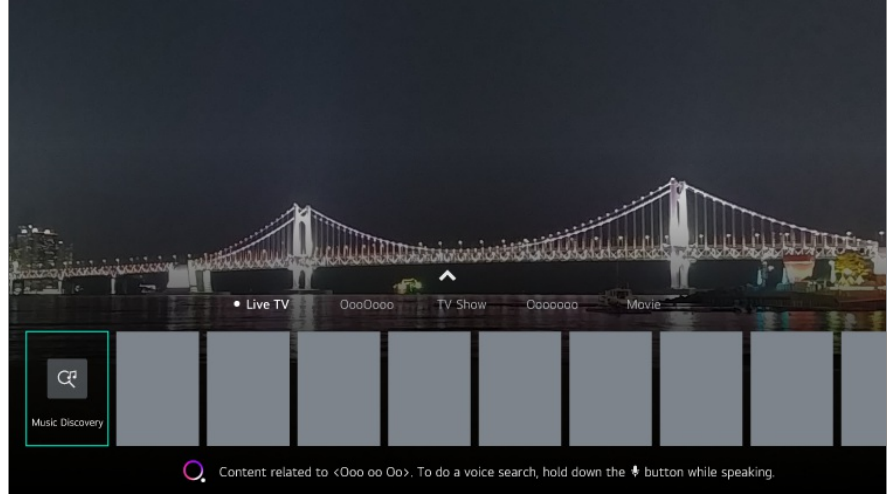 Live TV OooOooo TV Show Ooooooo Movie
Music Discovery
Content related to <Ooo oo Oo>. To do a voice search, hold down the button while speaking.